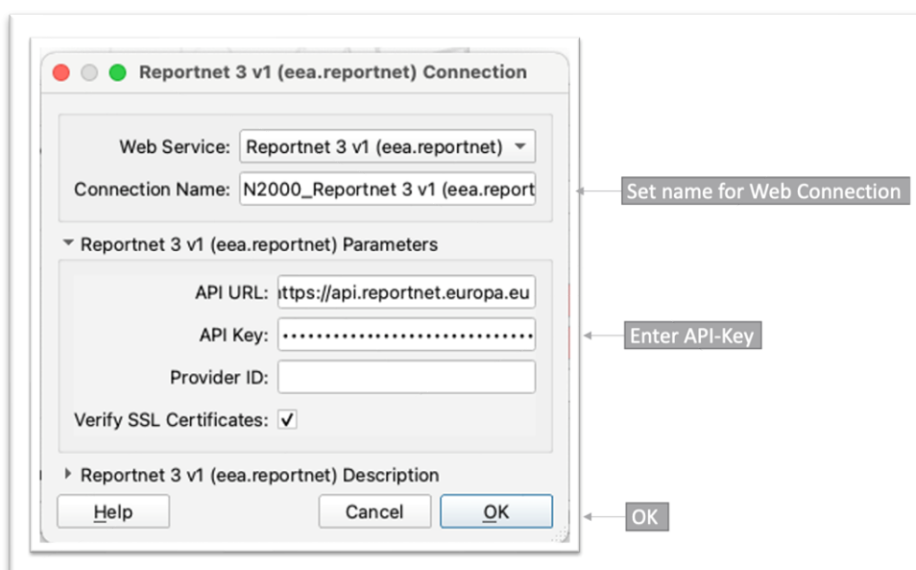 Reportnet 3 v1 (eea.reportnet) Connection
Web Service: Reportnet 3 v1 (eea.reportnet)
Connection Name: N2000_Reportnet 3 v1 (eea.report
Set name for Web Connection
Reportnet 3 v1 (eea.reportnet) Parameters
API URL: ttps://api.reportnet.europa.eu
API Key: ••••••••••••••••••••••••••••••
Enter API-Key
Provider ID:
Verify SSL Certificates:
Reportnet 3 v1 (eea.reportnet) Description
Help Cancel OK
OK